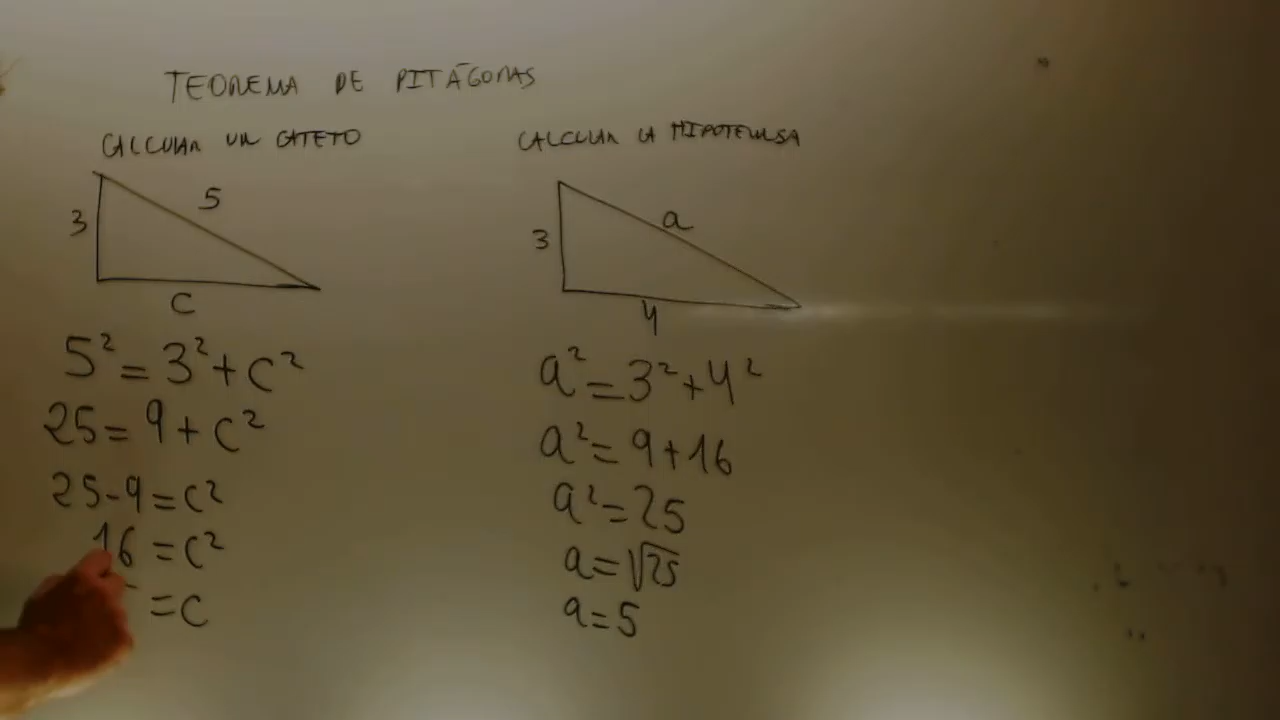 TEOREMA DE PITÁGORAS
CALCULAR UN CATETO
3
5
C
5² = 3² + C²
25 = 9 + C²
25 - 9 = C²
16 = C²
= C
CALCULAR LA HIPOTENUSA
3
a
4
a² = 3² + 4²
a² = 9 + 16
a² = 25
a = √25
a = 5